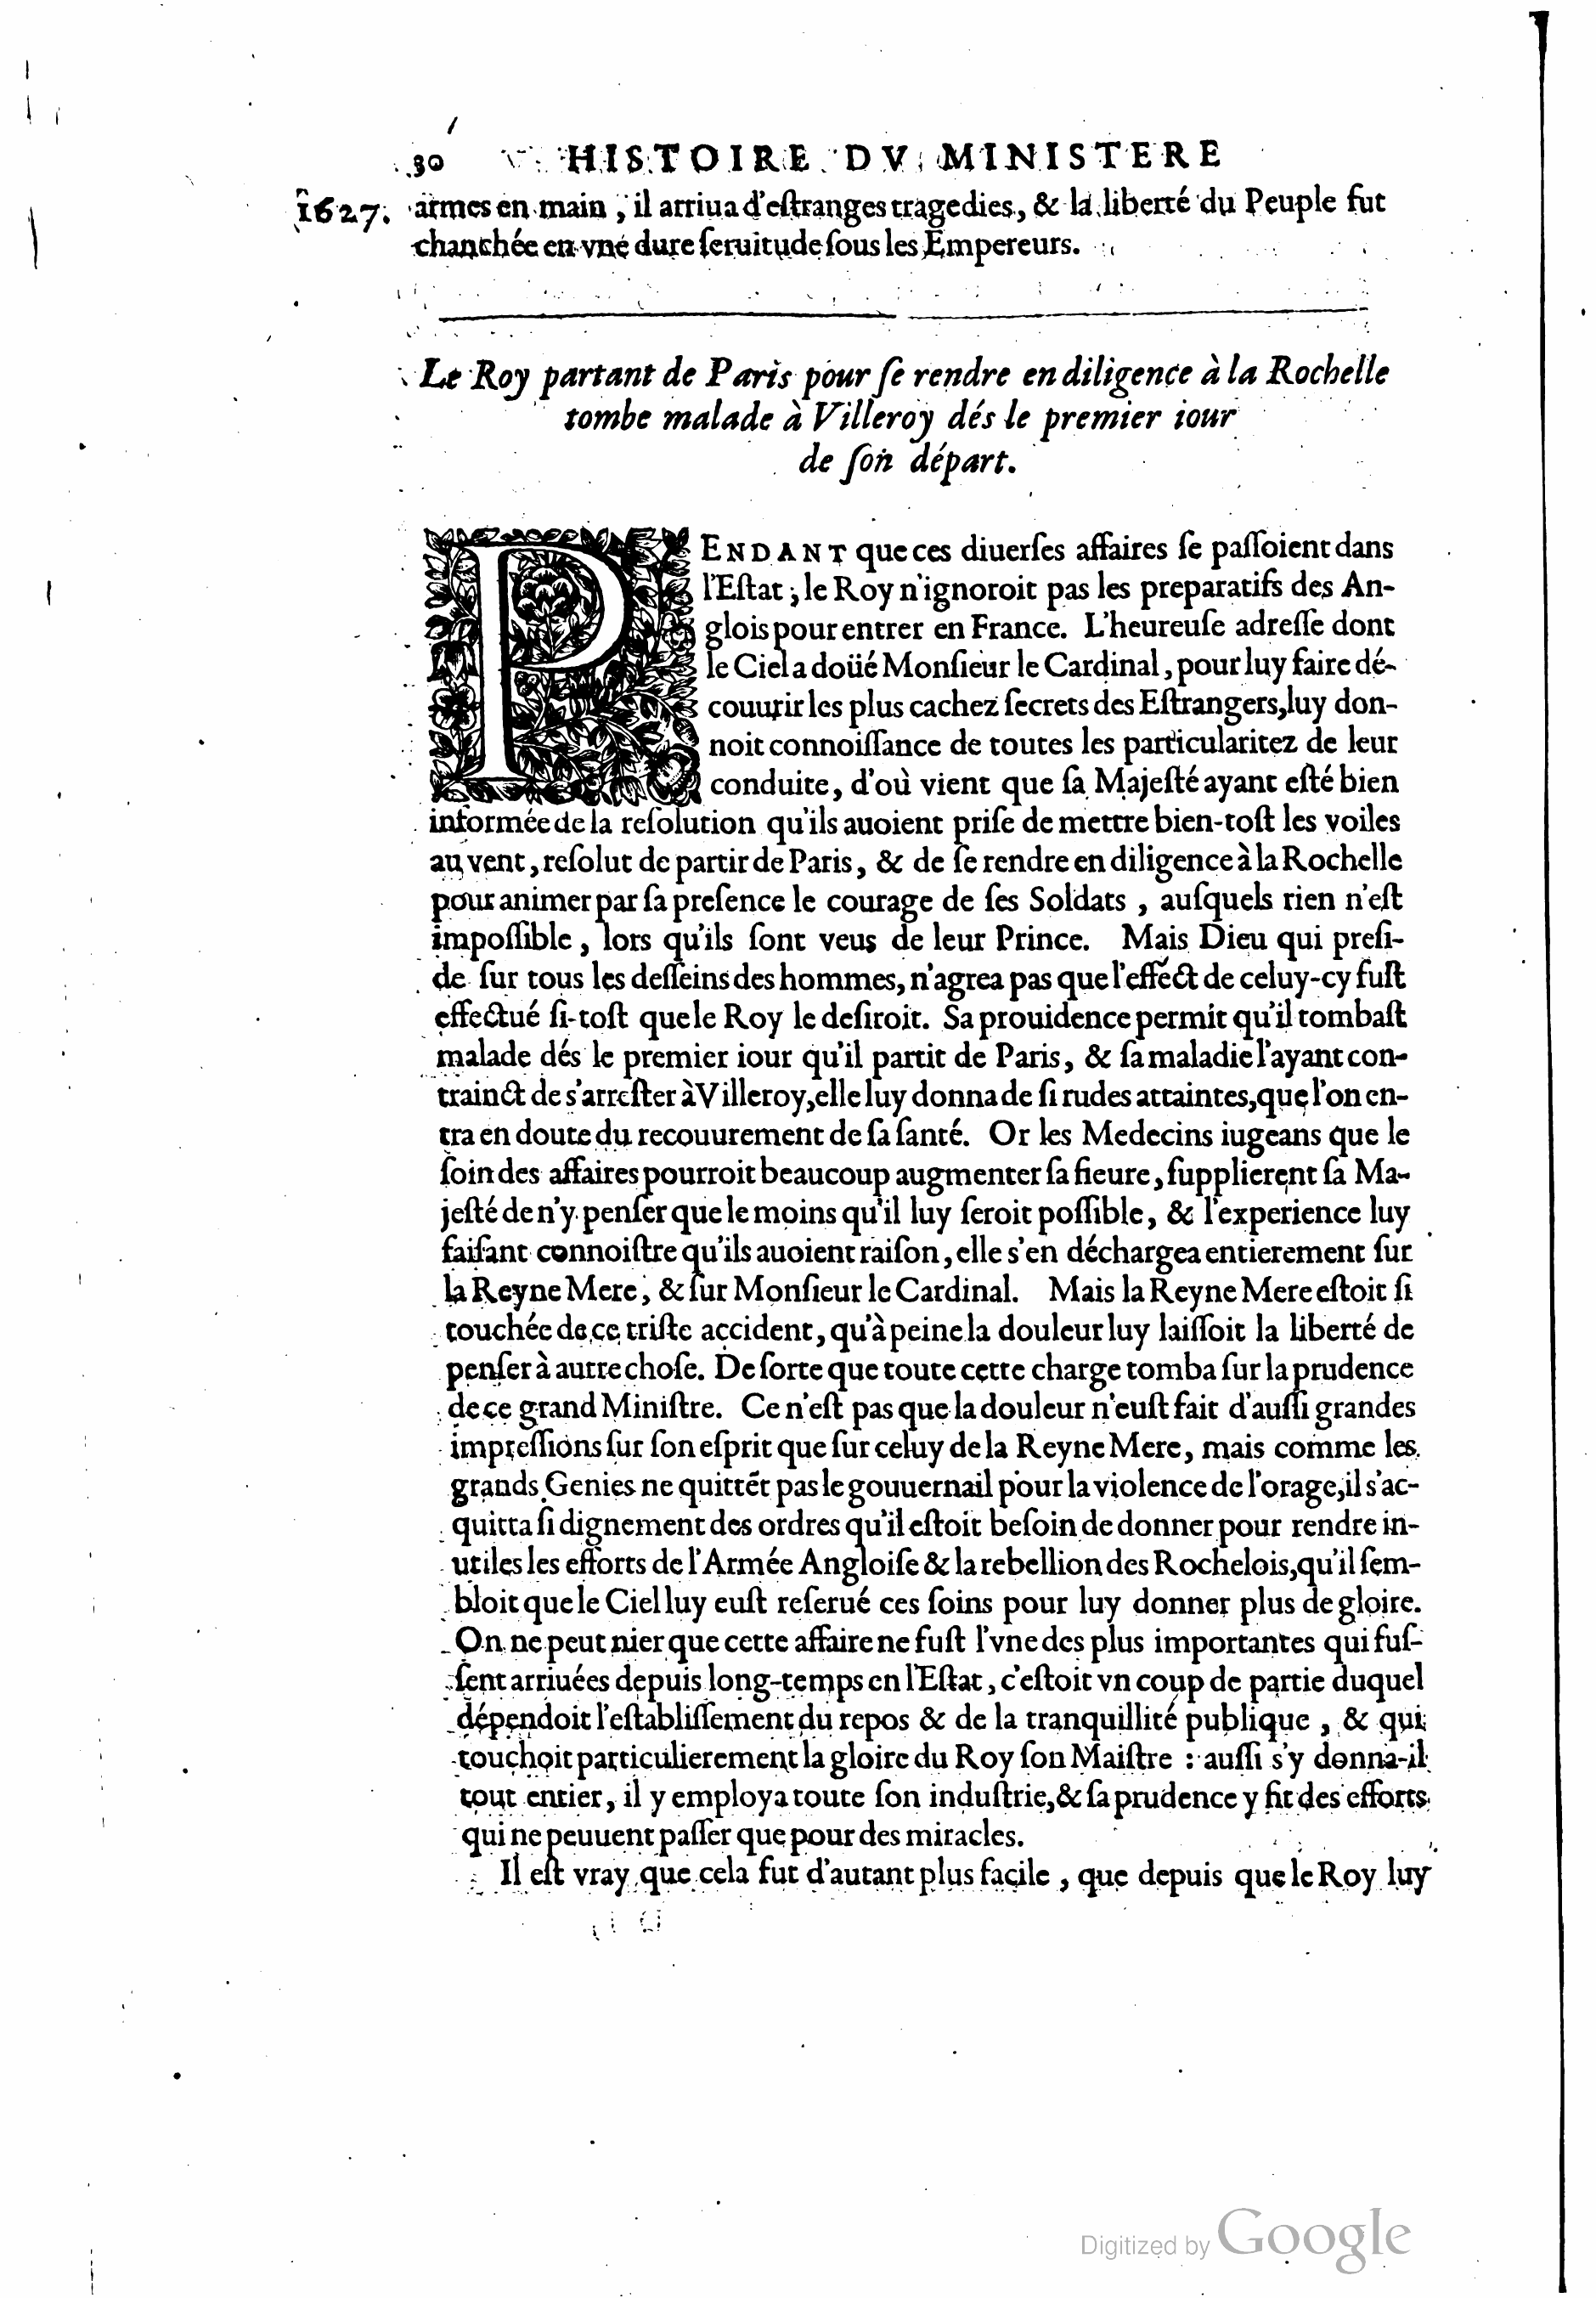 30 HISTOIRE DV MINISTERE
1627. armes en main, il arriua d'eſtranges tragedies, & la liberté du Peuple fut
chanchée en vne dure ſeruitude ſous les Empereurs.
Le Roy partant de Paris pour ſe rendre en diligence à la Rochelle
tombe malade à Villeroy dés le premier iour
de ſon départ.
PENDANT que ces diuerſes affaires ſe paſſoient dans
l'Eſtat, le Roy n'ignoroit pas les preparatifs des An-
glois pour entrer en France. L'heureuſe adreſſe dont
le Ciel a doüé Monſieur le Cardinal, pour luy faire dé-
couurir les plus cachez ſecrets des Eſtrangers, luy don-
noit connoiſſance de toutes les particularitez de leur
conduite, d'où vient que ſa Majeſté ayant eſté bien
informée de la reſolution qu'ils auoient priſe de mettre bien-toſt les voiles
au vent, reſolut de partir de Paris, & de ſe rendre en diligence à la Rochelle
pour animer par ſa preſence le courage de ſes Soldats, auſquels rien n'eſt
impoſſible, lors qu'ils ſont veus de leur Prince. Mais Dieu qui preſi-
de ſur tous les deſſeins des hommes, n'agrea pas que l'effect de celuy-cy fuſt
effectué ſi-toſt que le Roy le deſiroit. Sa prouidence permit qu'il tombaſt
malade dés le premier iour qu'il partit de Paris, & ſa maladie l'ayant con-
trainct de s'arreſter à Villeroy, elle luy donna de ſi rudes attaintes, que l'on en-
tra en doute du recouurement de ſa ſanté. Or les Medecins iugeans que le
ſoin des affaires pourroit beaucoup augmenter ſa fieure, ſupplierent ſa Ma-
jeſté de n'y penſer que le moins qu'il luy ſeroit poſſible, & l'experience luy
faiſant connoiſtre qu'ils auoient raiſon, elle s'en déchargea entierement ſur
la Reyne Mere, & ſur Monſieur le Cardinal. Mais la Reyne Mere eſtoit ſi
touchée de ce triſte accident, qu'à peine la douleur luy laiſſoit la liberté de
penſer à autre choſe. De ſorte que toute cette charge tomba ſur la prudence
de ce grand Miniſtre. Ce n'eſt pas que la douleur n'euſt fait d'auſſi grandes
impreſſions ſur ſon eſprit que ſur celuy de la Reyne Mere, mais comme les
grands Genies ne quittēt pas le gouuernail pour la violence de l'orage, il s'ac-
quitta ſi dignement des ordres qu'il eſtoit beſoin de donner pour rendre in-
utiles les efforts de l'Armée Angloiſe & la rebellion des Rochelois, qu'il ſem-
bloit que le Ciel luy euſt reſerué ces ſoins pour luy donner plus de gloire.
On ne peut nier que cette affaire ne fuſt l'vne des plus importantes qui fuſ-
ſent arriuées depuis long-temps en l'Eſtat, c'eſtoit vn coup de partie duquel
dépendoit l'eſtabliſſement du repos & de la tranquillité publique, & qui
touchoit particulierement la gloire du Roy ſon Maiſtre : auſſi s'y donna-il
tout entier, il y employa toute ſon induſtrie, & ſa prudence y fit des efforts
qui ne peuuent paſſer que pour des miracles.
Il eſt vray que cela fut d'autant plus facile, que depuis que le Roy luy
Digitized by Google